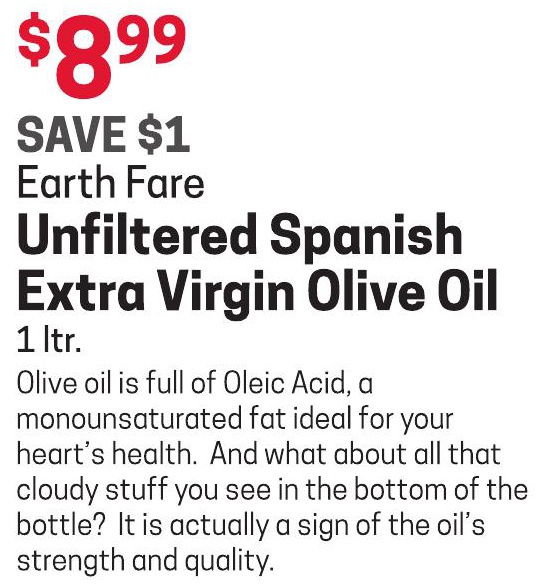 $8.99
SAVE $1
Earth Fare
Unfiltered Spanish
Extra Virgin Olive Oil
1 ltr.
Olive oil is full of Oleic Acid, a
monounsaturated fat ideal for your
heart's health.  And what about all that
cloudy stuff you see in the bottom of the
bottle?  It is actually a sign of the oil's
strength and quality.